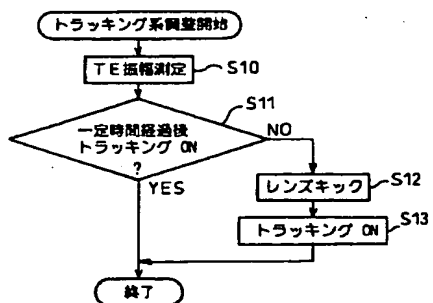 トラッキング系調整開始
TE振幅測定
S10
S11
一定時間経過後
トラッキング ON
?
NO
YES
レンズキック
S12
トラッキング ON
S13
終了